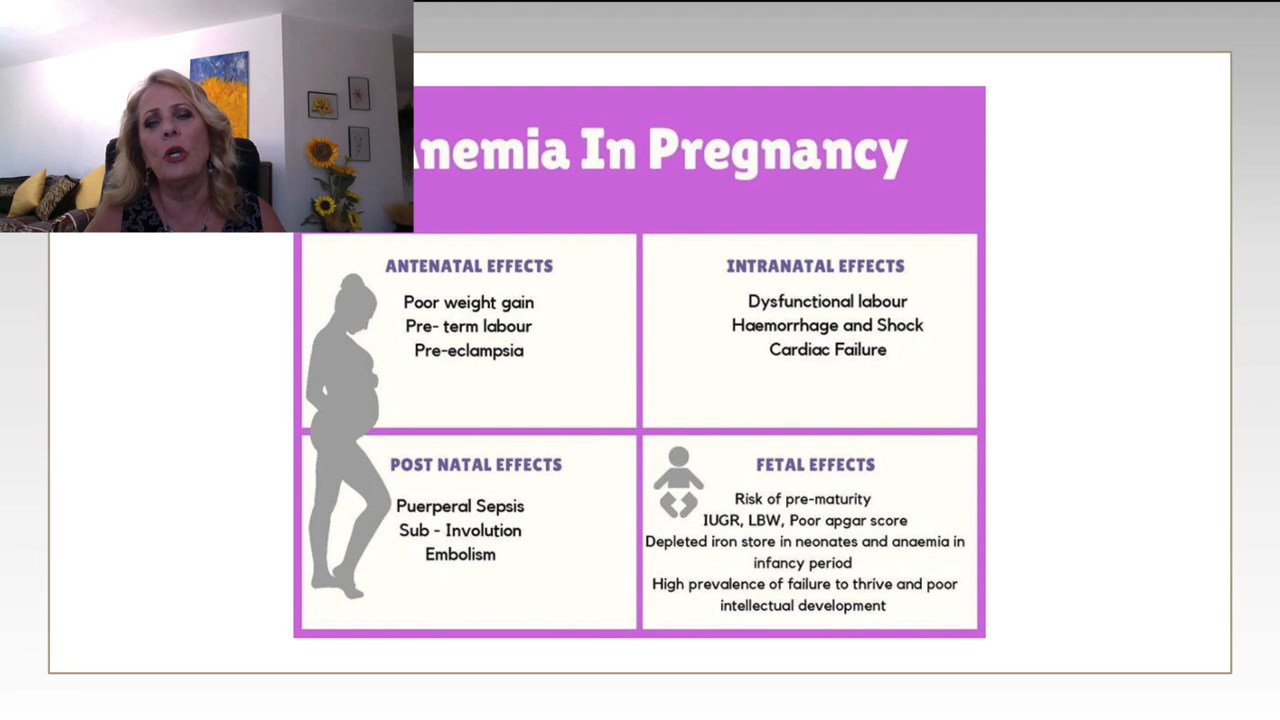 nemia In Pregnancy
ANTENATAL EFFECTS
Poor weight gain
Pre- term labour
Pre-eclampsia
INTRANATAL EFFECTS
Dysfunctional labour
Haemorrhage and Shock
Cardiac Failure
POST NATAL EFFECTS
Puerperal Sepsis
Sub - Involution
Embolism
FETAL EFFECTS
Risk of pre-maturity
IUGR, LBW, Poor apgar score
Depleted iron store in neonates and anaemia in
infancy period
High prevalence of failure to thrive and poor
intellectual development